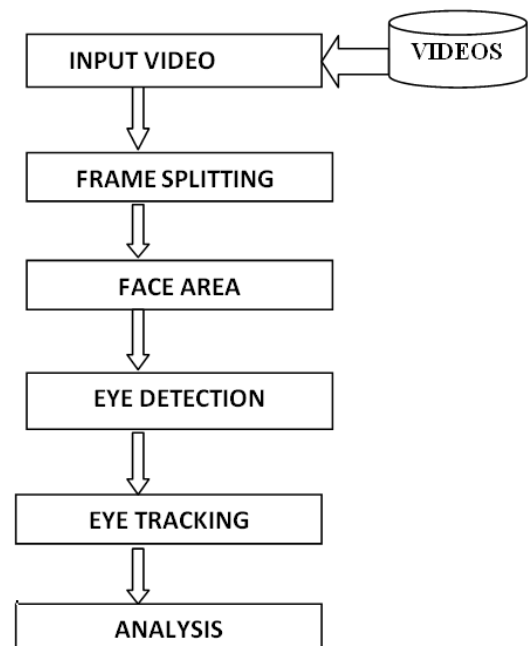 INPUT VIDEO
VIDEOS
FRAME SPLITTING
FACE AREA
EYE DETECTION
EYE TRACKING
ANALYSIS